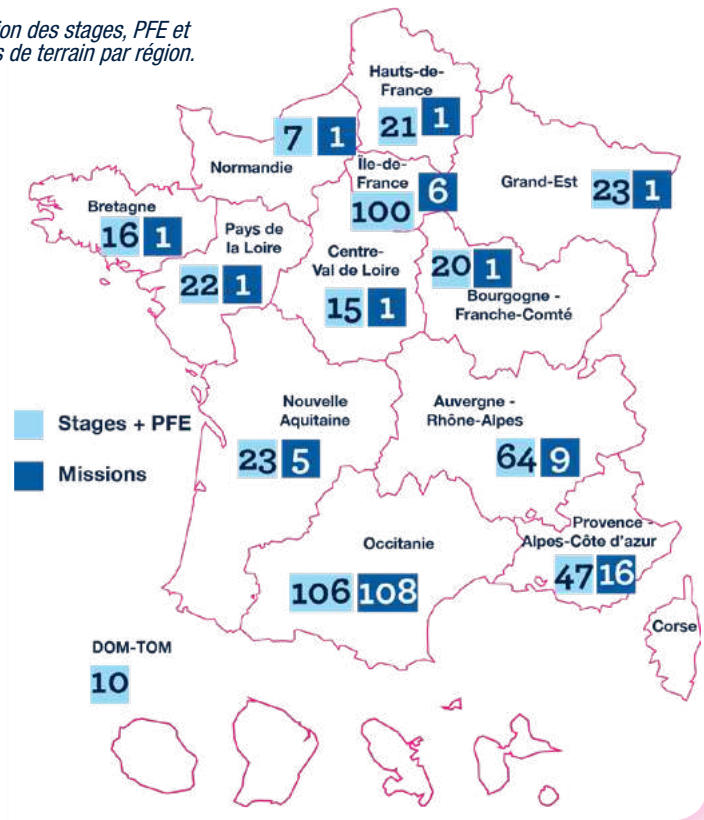 ion des stages, PFE et
s de terrain par région.
Hauts-de-
France
21 1
7 1
Normandie
Île-de-
France
6
100
Grand-Est
23 1
Bretagne
16 1
Pays de
la Loire
22 1
Centre-
Val de Loire
15 1
20 1
Bourgogne -
Franche-Comté
Stages + PFE
Missions
Nouvelle
Aquitaine
23 5
Auvergne -
Rhône-Alpes
64 9
Occitanie
106 108
Provence -
Alpes-Côte d'azur
47 16
Corse
DOM-TOM
10